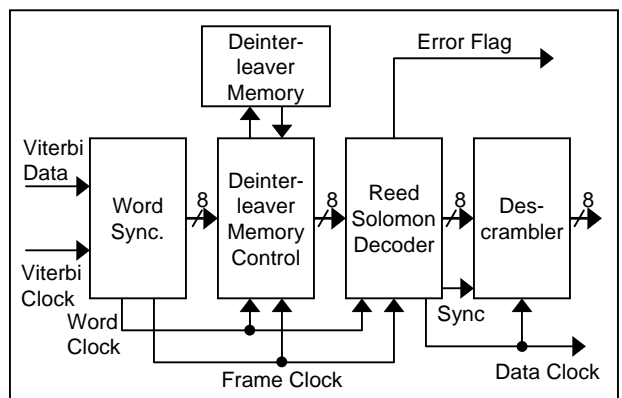 Deinter-
leaver
Memory
Error Flag
Viterbi
Data
Viterbi
Clock
Word
Sync.
8
Deinter-
leaver
Memory
Control
8
Reed
Solomon
Decoder
8
Des-
crambler
8
Sync
Word
Clock
Frame Clock
Data Clock